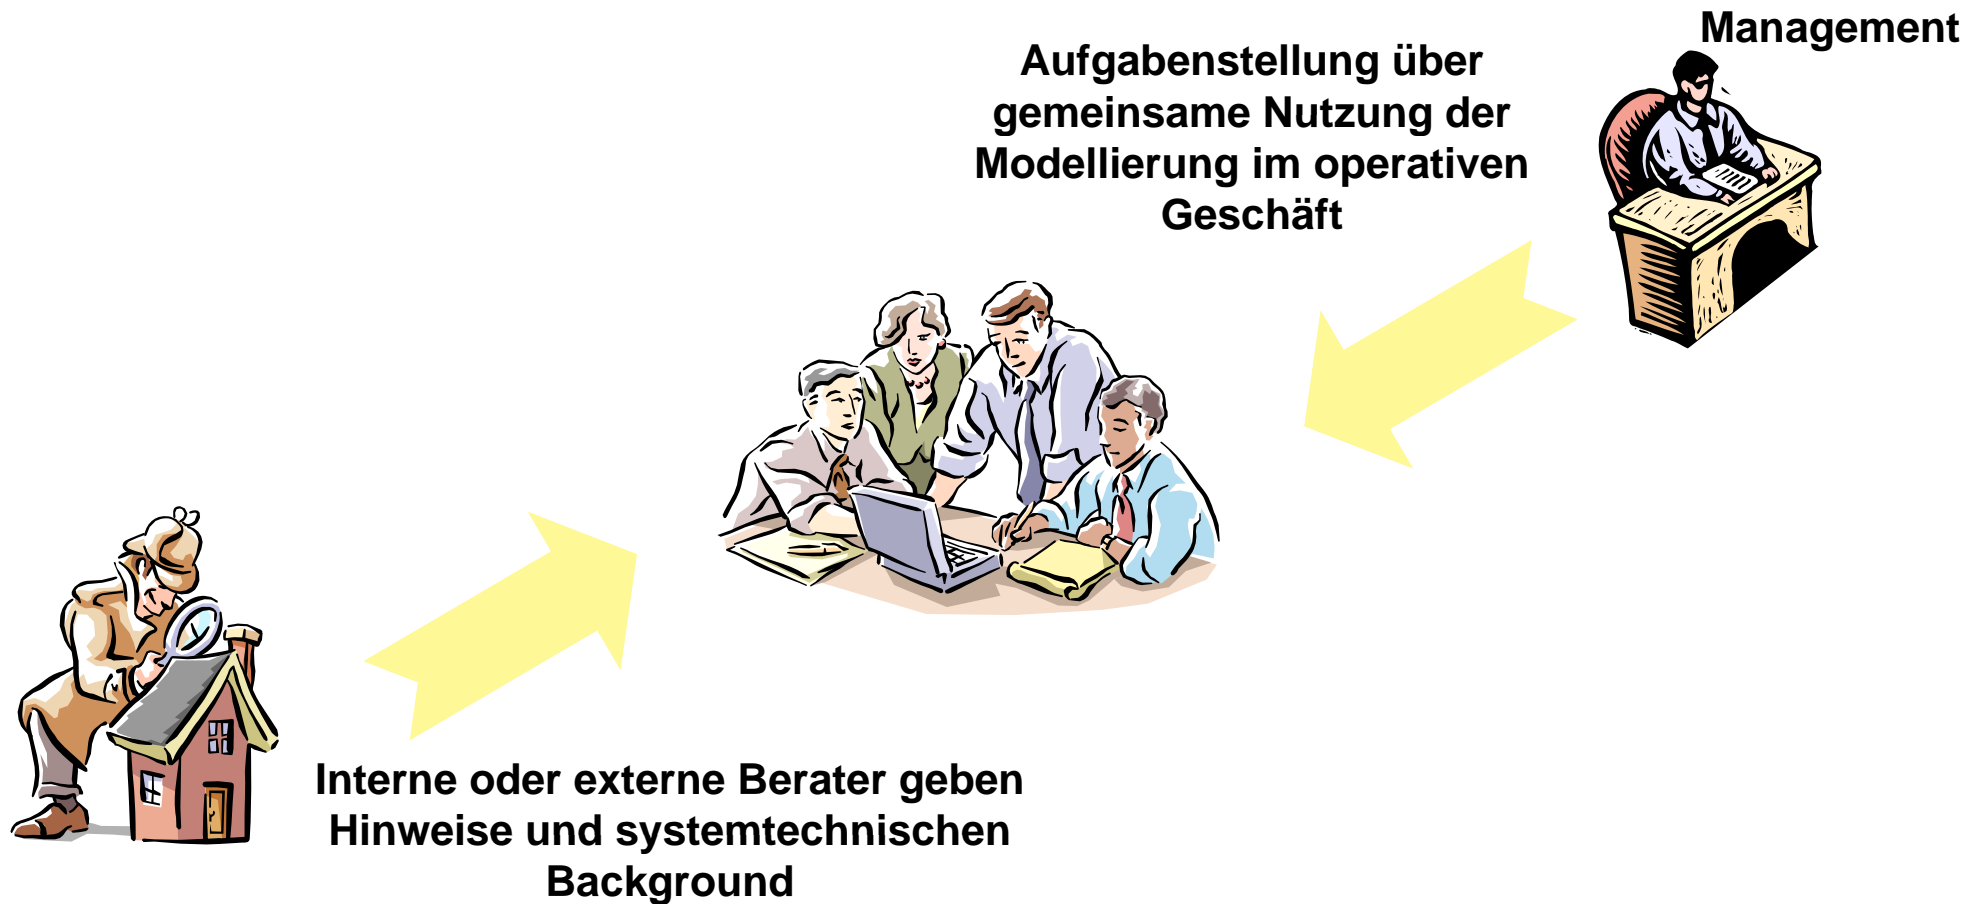 Management
Aufgabenstellung über
gemeinsame Nutzung der
Modellierung im operativen
Geschäft
Interne oder externe Berater geben
Hinweise und systemtechnischen
Background